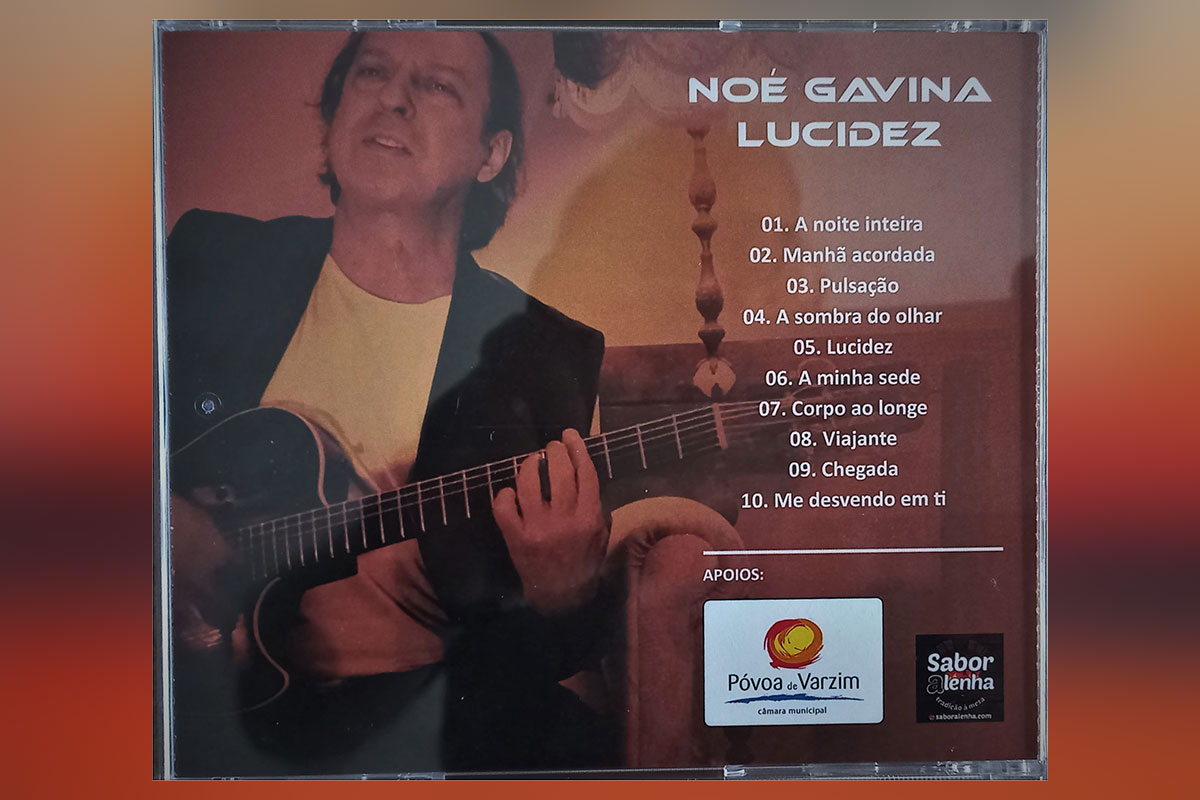 NOÉ GAVINA
LUCIDEZ
01. A noite inteira
02. Manhã acordada
03. Pulsação
04. A sombra do olhar
05. Lucidez
06. A minha sede
07. Corpo ao longe
08. Viajante
09. Chegada
10. Me desvendo em ti
APOIOS:
Póvoa de Varzim
câmara municipal
Sabor
alenha
tradição à mesa
saboralenha.com